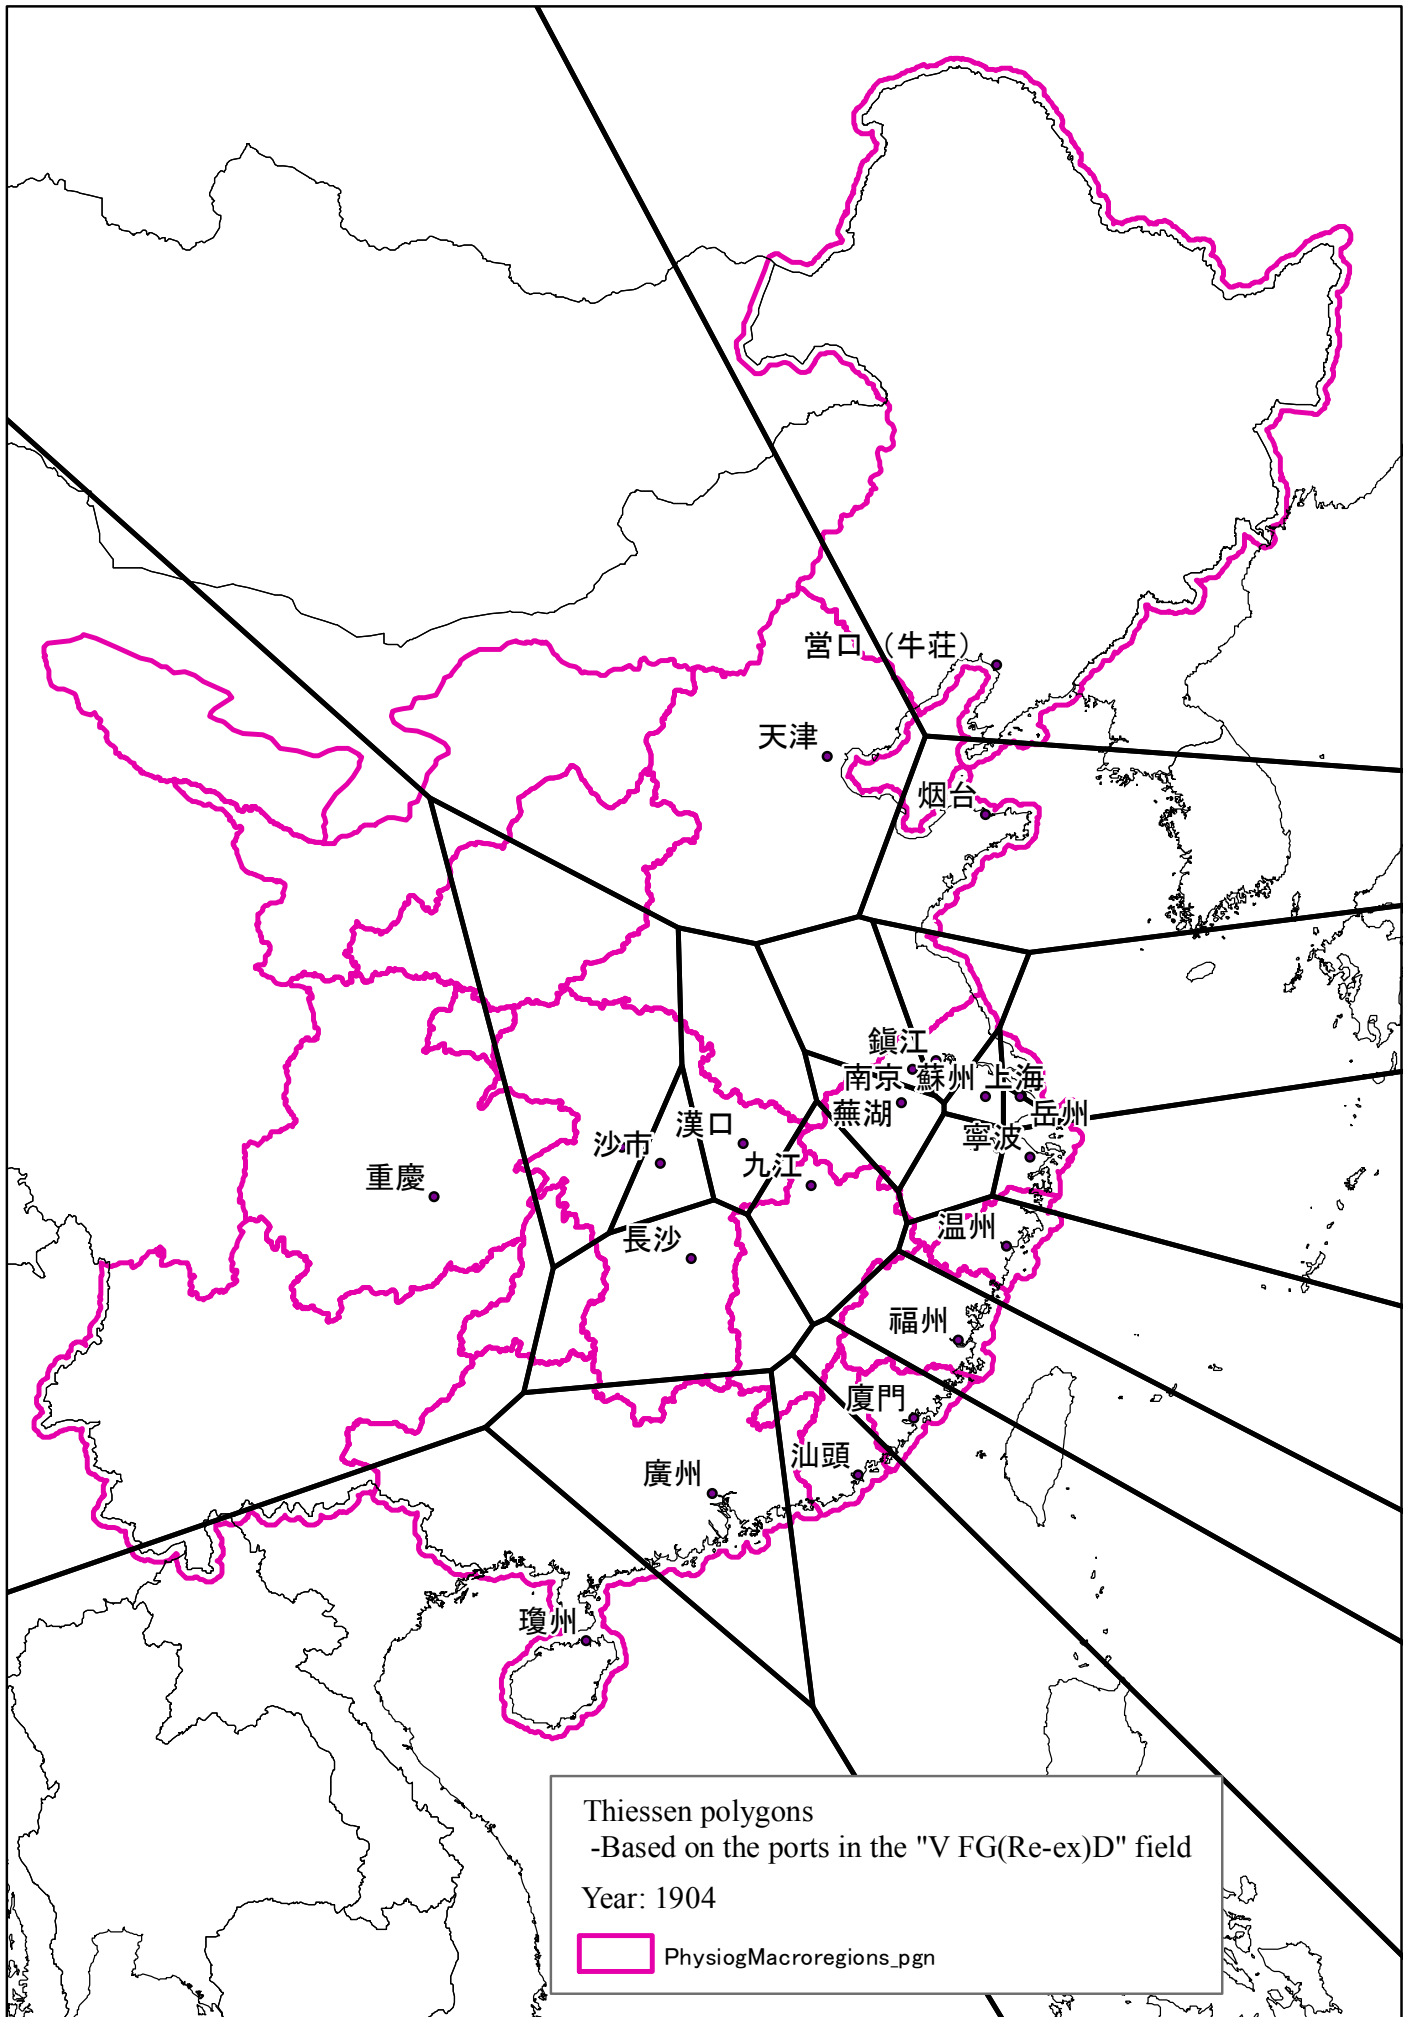 営口（牛荘）
天津
烟台
鎮江
南京
蘇州
上海
蕪湖
岳州
漢口
寧波
沙市
九江
重慶
温州
長沙
福州
廈門
汕頭
廣州
瓊州
Thiessen polygons
-Based on the ports in the "V FG(Re-ex)D" field
Year: 1904
PhysiogMacroregions_pgn